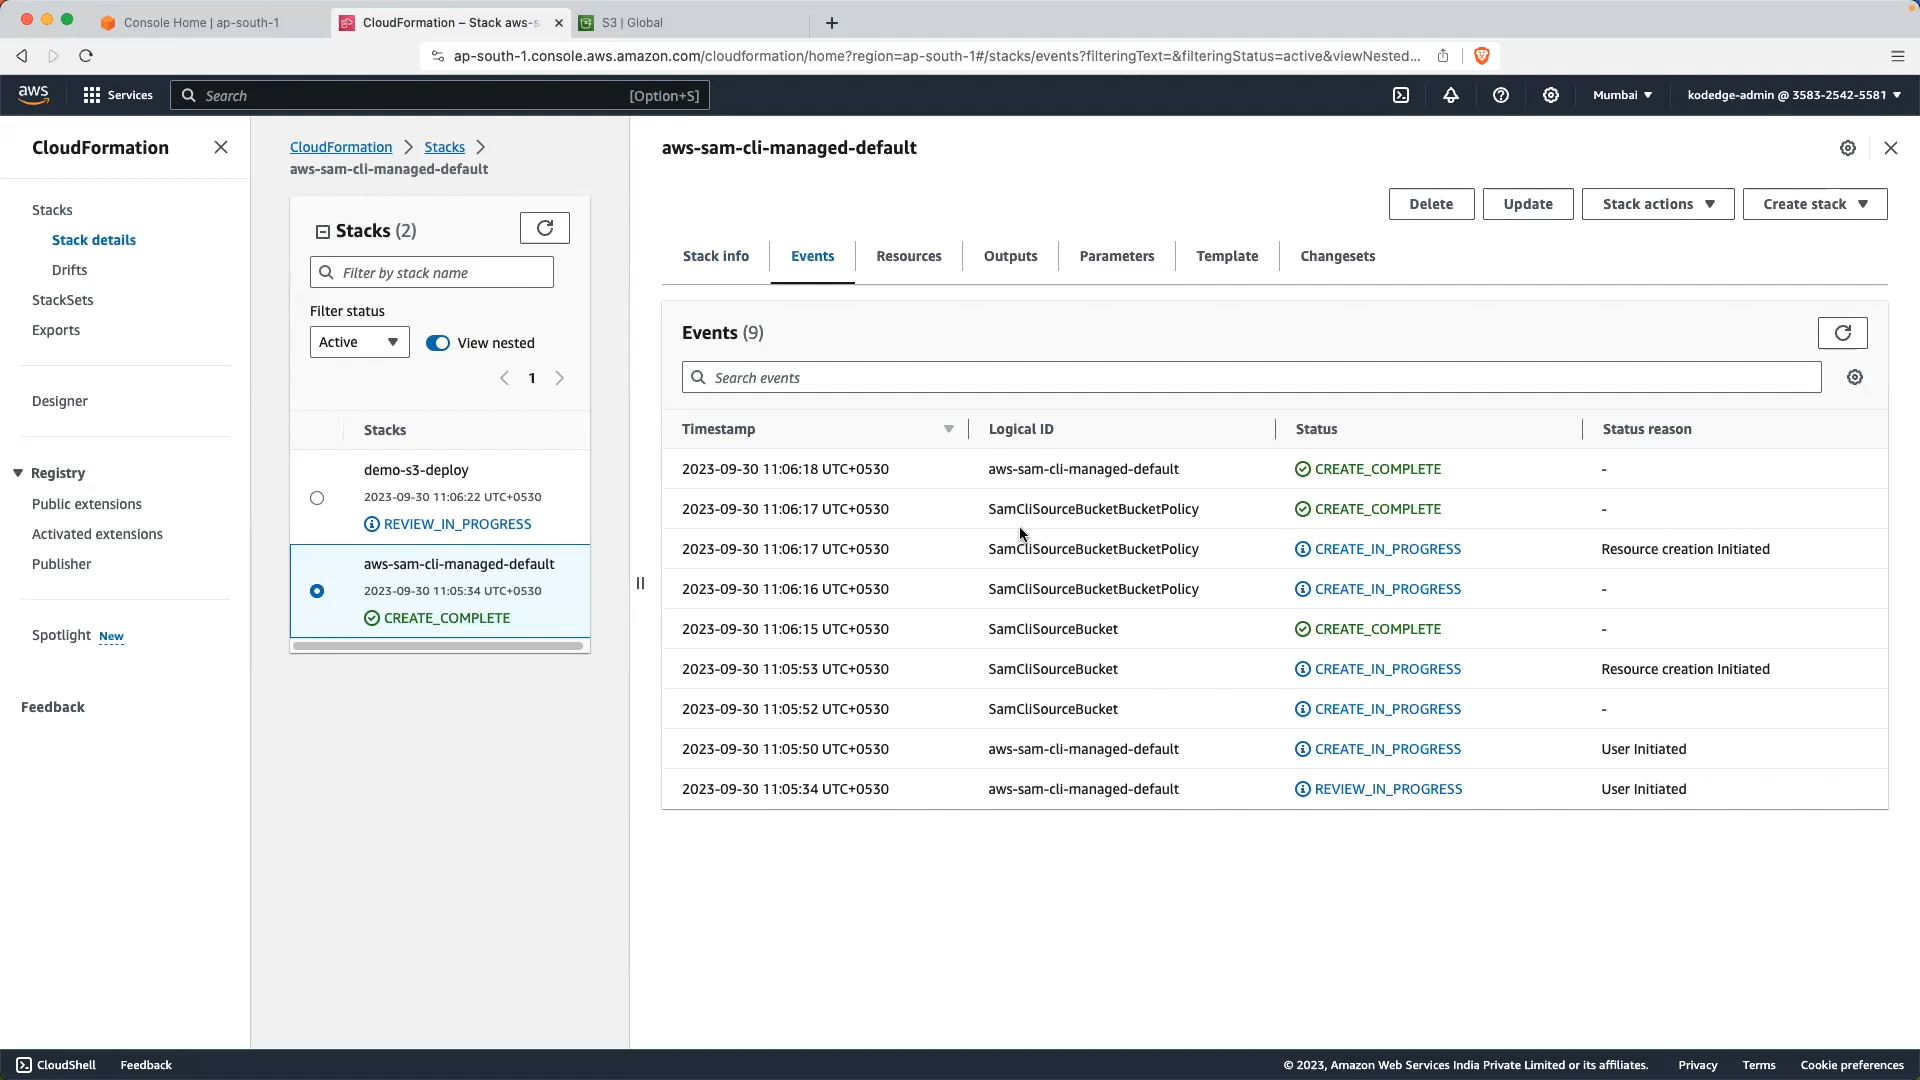 Console Home | ap-south-1
CloudFormation – Stack aws-s
S3 | Global
ap-south-1.console.aws.amazon.com/cloudformation/home?region=ap-south-1#/stacks/events?filteringText=&filteringStatus=active&viewNested...
aws
Services
Search
[Option+S]
Mumbai
kodedge-admin @ 3583-2542-5581
CloudFormation
Stacks
Stack details
Drifts
StackSets
Exports
Designer
Registry
Public extensions
Activated extensions
Publisher
Spotlight New
Feedback
CloudFormation > Stacks >
aws-sam-cli-managed-default
Stacks (2)
Filter by stack name
Filter status
Active
View nested
1
Stacks
demo-s3-deploy
2023-09-30 11:06:22 UTC+0530
REVIEW_IN_PROGRESS
aws-sam-cli-managed-default
2023-09-30 11:05:34 UTC+0530
CREATE_COMPLETE
aws-sam-cli-managed-default
Delete
Update
Stack actions
Create stack
Stack info
Events
Resources
Outputs
Parameters
Template
Changesets
Events (9)
Search events
Timestamp Logical ID Status Status reason
2023-09-30 11:06:18 UTC+0530 aws-sam-cli-managed-default CREATE_COMPLETE -
2023-09-30 11:06:17 UTC+0530 SamCliSourceBucketBucketPolicy CREATE_COMPLETE -
2023-09-30 11:06:17 UTC+0530 SamCliSourceBucketBucketPolicy CREATE_IN_PROGRESS Resource creation Initiated
2023-09-30 11:06:16 UTC+0530 SamCliSourceBucketBucketPolicy CREATE_IN_PROGRESS -
2023-09-30 11:06:15 UTC+0530 SamCliSourceBucket CREATE_COMPLETE -
2023-09-30 11:05:53 UTC+0530 SamCliSourceBucket CREATE_IN_PROGRESS Resource creation Initiated
2023-09-30 11:05:52 UTC+0530 SamCliSourceBucket CREATE_IN_PROGRESS -
2023-09-30 11:05:50 UTC+0530 aws-sam-cli-managed-default CREATE_IN_PROGRESS User Initiated
2023-09-30 11:05:34 UTC+0530 aws-sam-cli-managed-default REVIEW_IN_PROGRESS User Initiated
CloudShell
Feedback
© 2023, Amazon Web Services India Private Limited or its affiliates.
Privacy
Terms
Cookie preferences